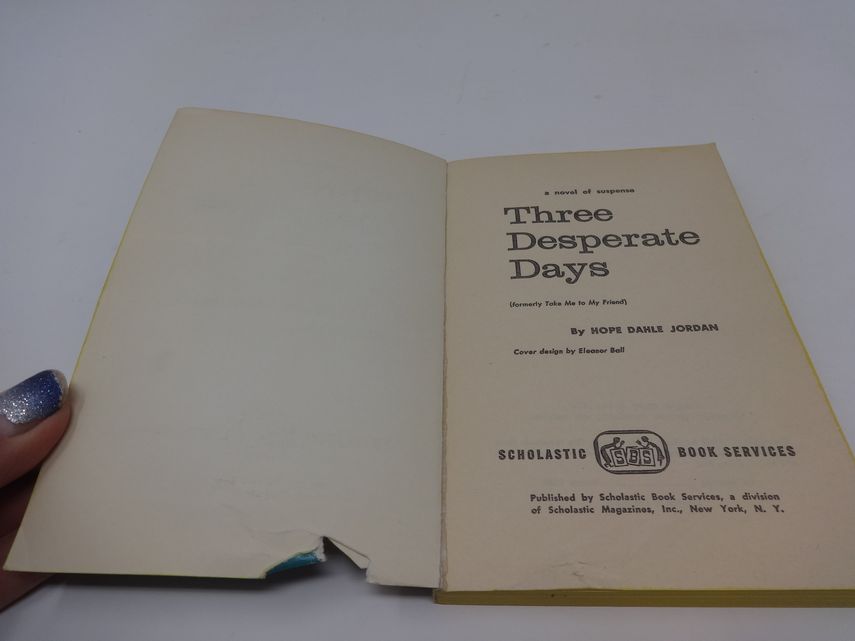 a novel of suspense
Three
Desperate
Days
(formerly Take Me to My Friend)
By HOPE DAHLE JORDAN
Cover design by Eleanor Ball
SCHOLASTIC SBS BOOK SERVICES
Published by Scholastic Book Services, a division
of Scholastic Magazines, Inc., New York, N. Y.